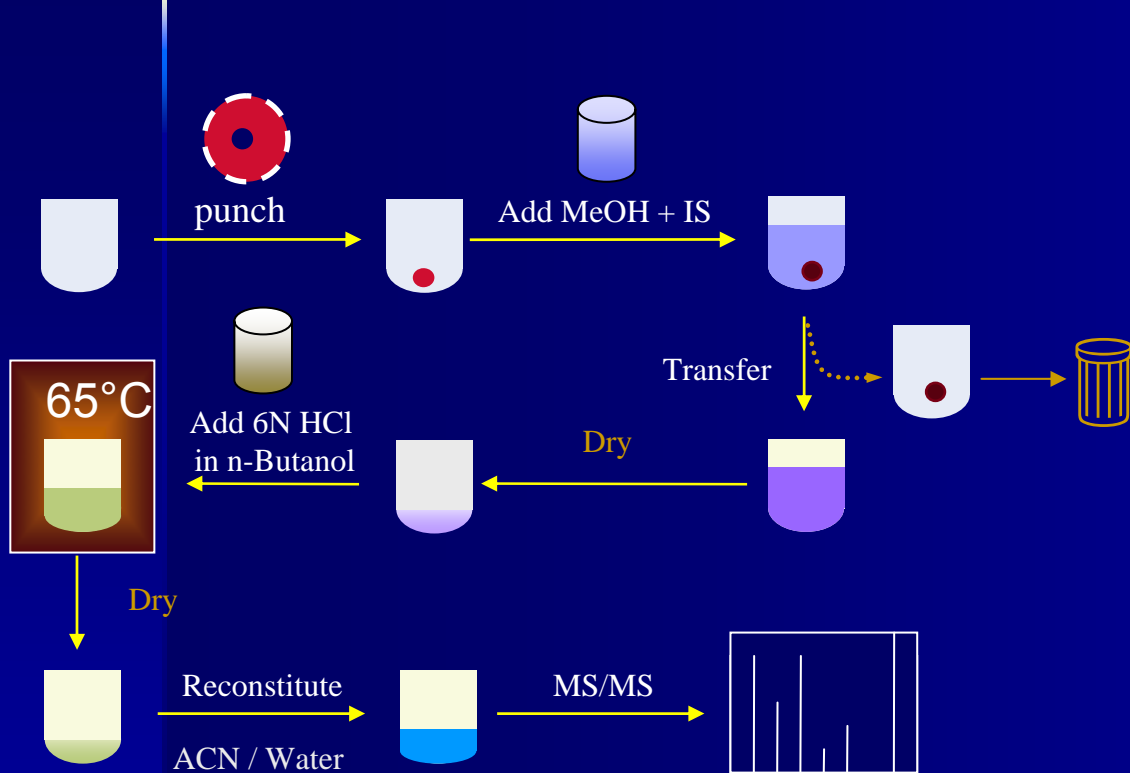 punch
Add MeOH + IS
Transfer
65°C
Add 6N HCl
in n-Butanol
Dry
Dry
Reconstitute
ACN / Water
MS/MS